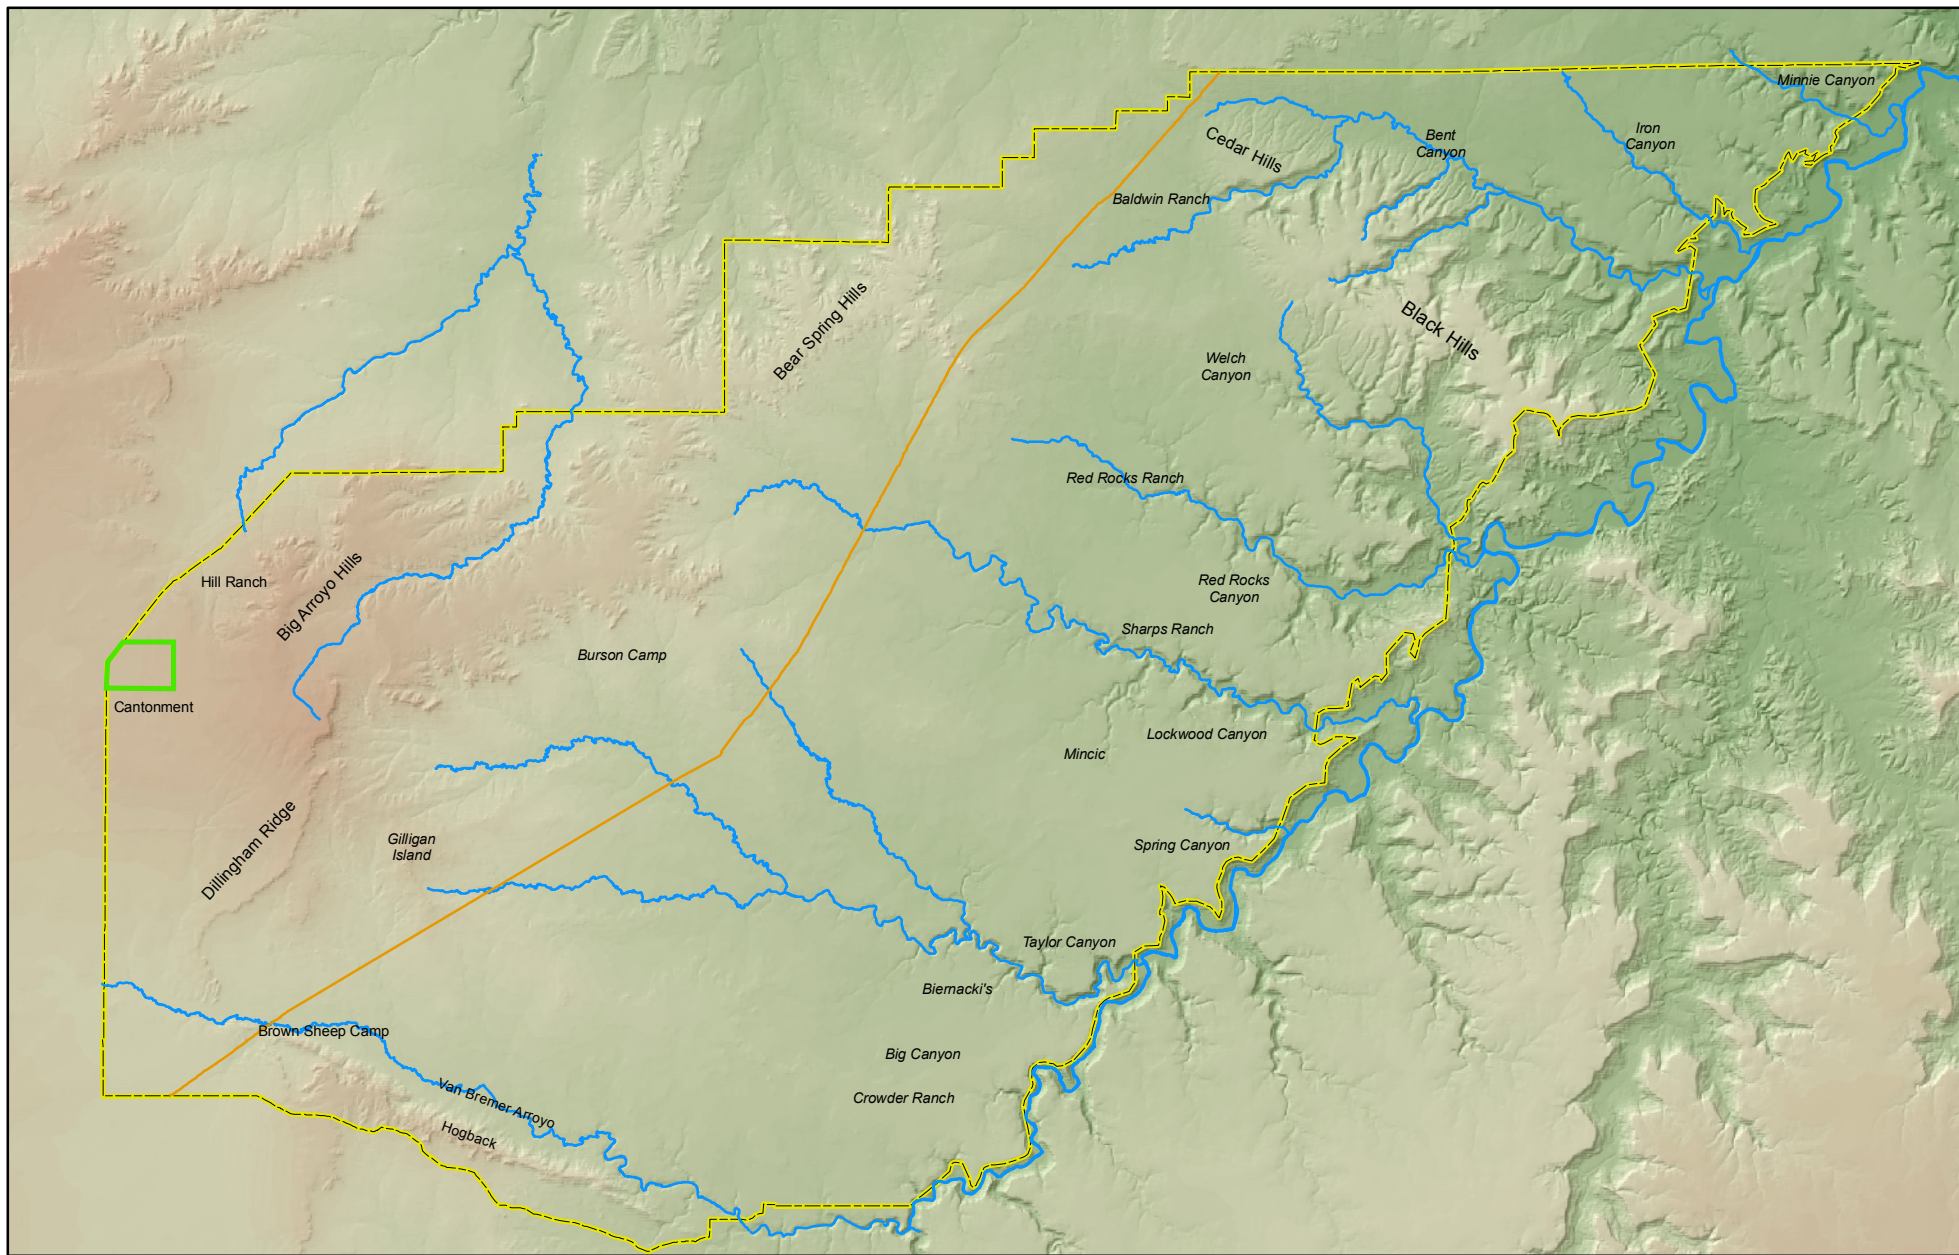 Minnie Canyon
Iron
Canyon
Bent
Canyon
Cedar Hills
Baldwin Ranch
Bear Spring Hills
Black Hills
Welch
Canyon
Red Rocks Ranch
Hill Ranch
Big Arroyo Hills
Red Rocks
Canyon
Sharps Ranch
Burson Camp
Cantonment
Lockwood Canyon
Mincic
Dillingham Ridge
Gilligan
Island
Spring Canyon
Taylor Canyon
Biernacki's
Brown Sheep Camp
Big Canyon
Van Bremer Arroyo
Crowder Ranch
Hogback